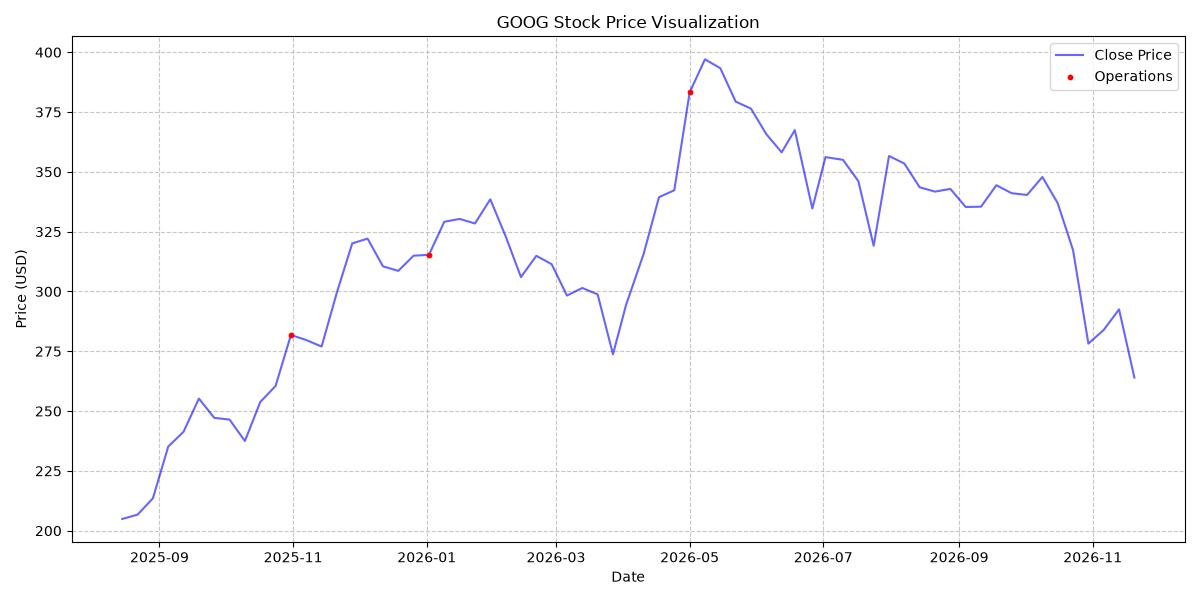 GOOG Stock Price Visualization
Close Price
Operations
Price (USD)
400
375
350
325
300
275
250
225
200
2025-09 2025-11 2026-01 2026-03 2026-05 2026-07 2026-09 2026-11
Date